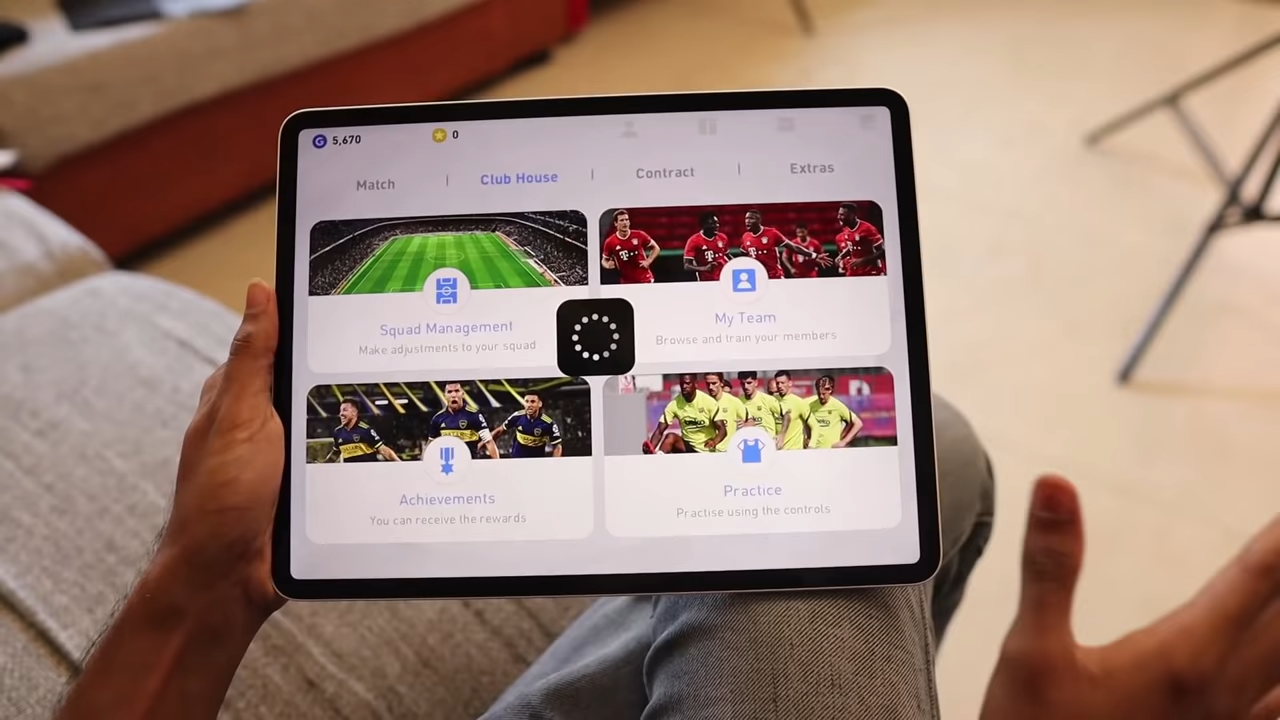 G 5,670
0
Match | Club House | Contract | Extras
Squad Management
Make adjustments to your squad
My Team
Browse and train your members
Achievements
You can receive the rewards
Practice
Practise using the controls